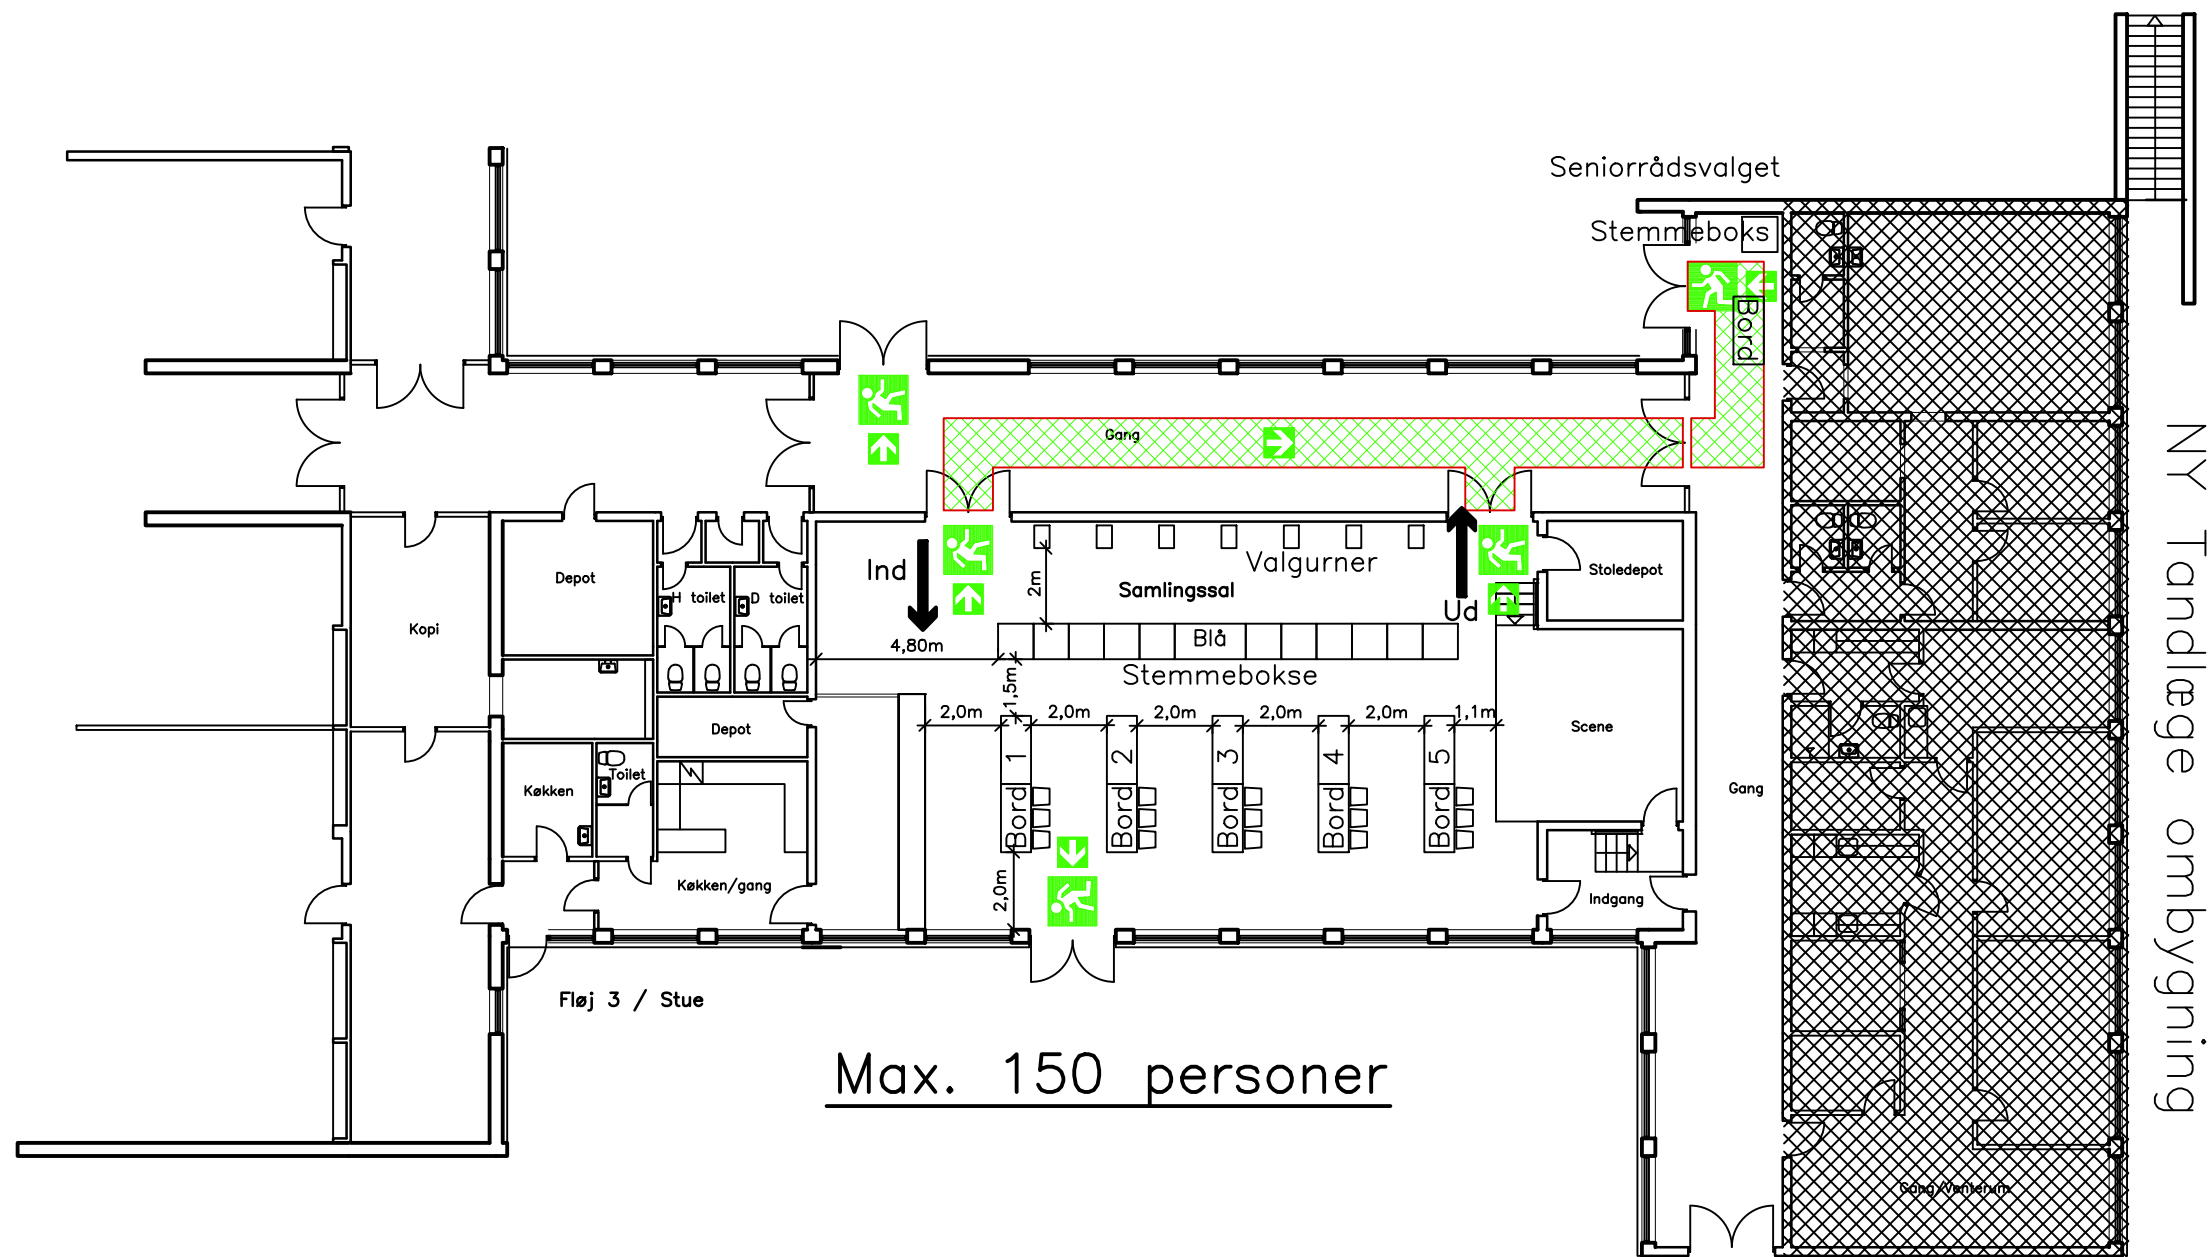 Seniorrådsvalget
Stemmeboks
Bord
Gang
Ind
Valgurner
Samlingssal
2m
Ud
Stoledepot
Depot
H toilet
D toilet
Kopi
4,80m
Blå
Stemmebokse
1,5m
2,0m
2,0m
2,0m
2,0m
2,0m
1,1m
Scene
Depot
Toilet
Køkken
Bord 1
Bord 2
Bord 3
Bord 4
Bord 5
Gang
Køkken/gang
2,0m
Indgang
Fløj 3 / Stue
Max. 150 personer
Gang/Venterum
NY Tandlæge ombygning